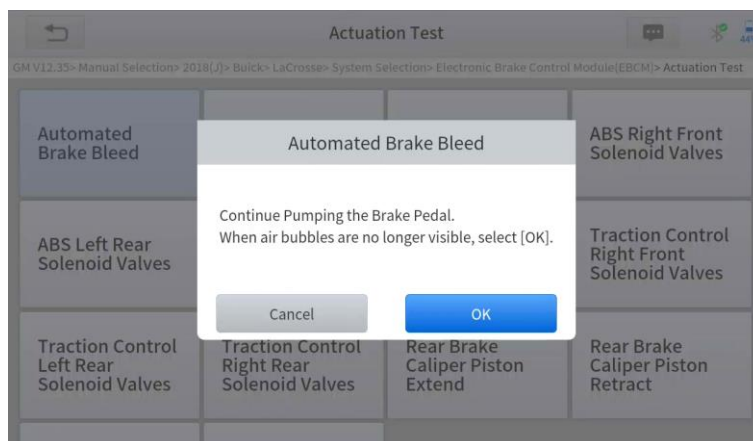 Actuation Test
GM V12.35> Manual Selection> 2018(J)> Buick> LaCrosse> System Selection> Electronic Brake Control Module(EBCM)> Actuation Test
Automated
Brake Bleed
ABS Right Front
Solenoid Valves
Automated Brake Bleed
Continue Pumping the Brake Pedal.
When air bubbles are no longer visible, select [OK].
Cancel
OK
ABS Left Rear
Solenoid Valves
Traction Control
Right Front
Solenoid Valves
Traction Control
Left Rear
Solenoid Valves
Traction Control
Right Rear
Solenoid Valves
Rear Brake
Caliper Piston
Extend
Rear Brake
Caliper Piston
Retract